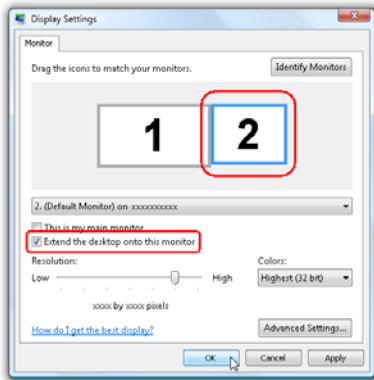 Display Settings
Monitor
Drag the icons to match your monitors.
Identify Monitors
1 2
2. (Default Monitor) on xxxxxxxxxx
This is my main monitor
Extend the desktop onto this monitor
Resolution:
Colors:
Low High
Highest (32 bit)
xxxx by xxxx pixels
How do I get the best display?
Advanced Settings...
OK Cancel Apply